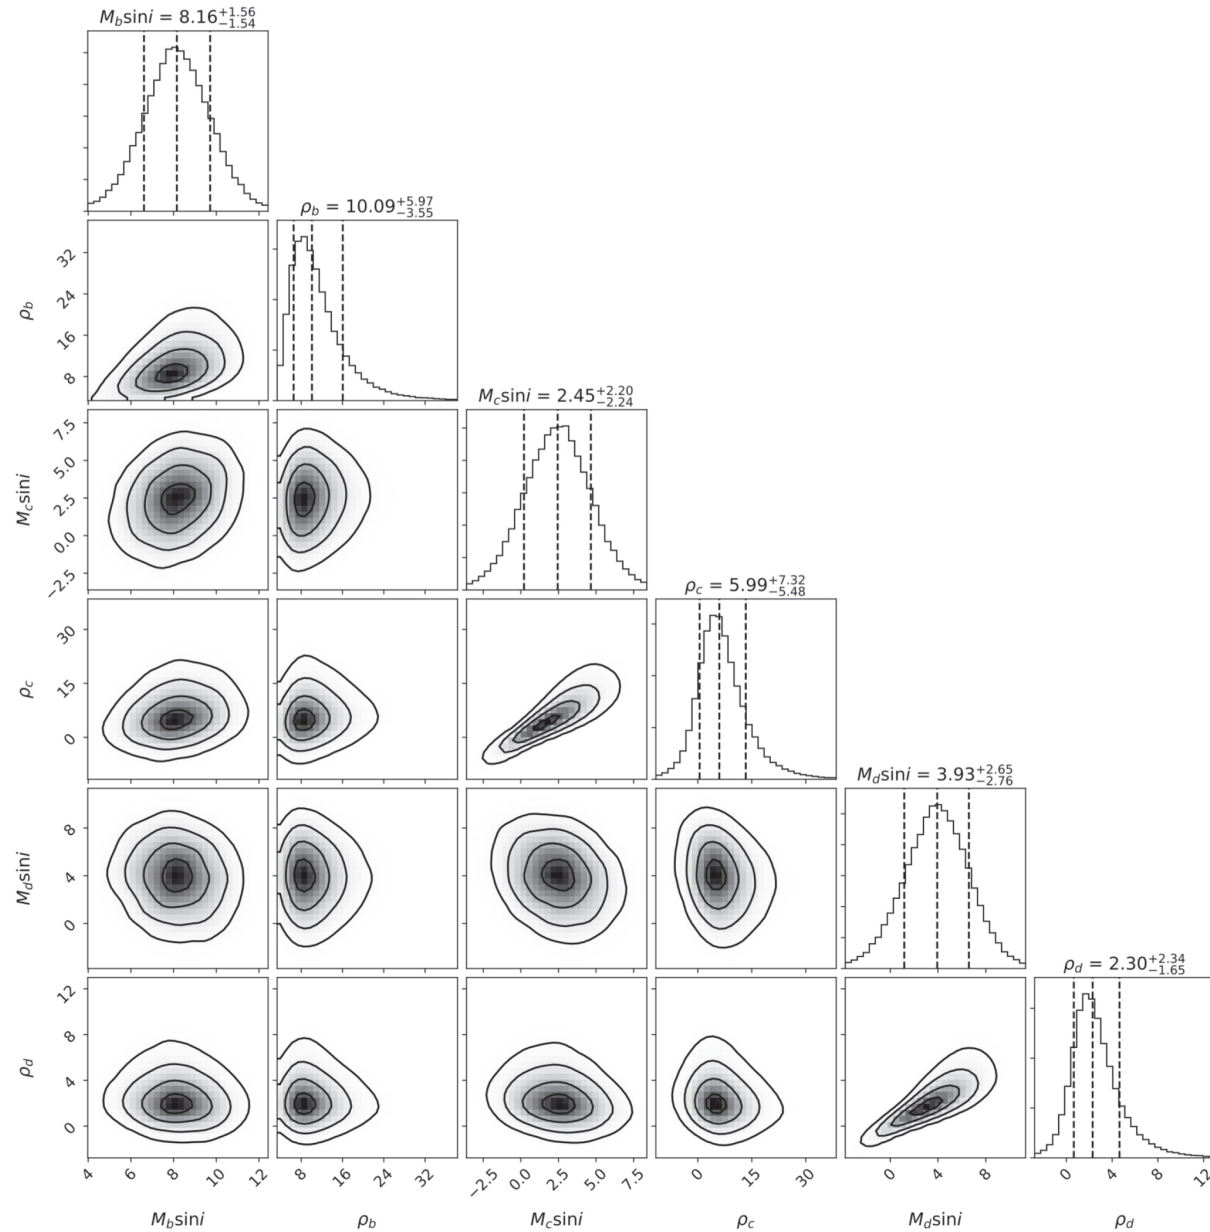 M_b sini = 8.16^{+1.56}_{-1.54}
ρ_b = 10.09^{+5.97}_{-3.55}
32
24
16
8
ρ_b
M_c sini = 2.45^{+2.20}_{-2.24}
7.5
5.0
2.5
0.0
−2.5
M_c sini
ρ_c = 5.99^{+7.32}_{-5.48}
30
15
0
ρ_c
M_d sini = 3.93^{+2.65}_{-2.76}
8
4
0
M_d sini
ρ_d = 2.30^{+2.34}_{-1.65}
12
8
4
0
ρ_d
4 6 8 10 12 8 16 24 32 −2.5 0.0 2.5 5.0 7.5 0 15 30 0 4 8 0 4 8 12
M_b sini ρ_b M_c sini ρ_c M_d sini ρ_d